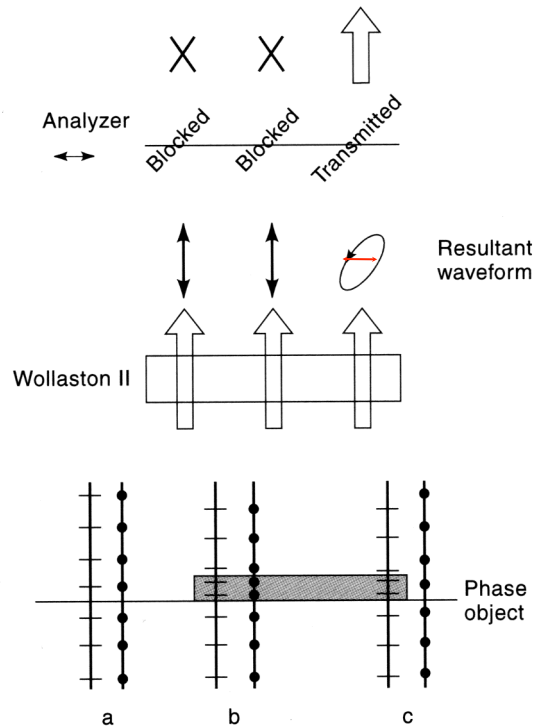 Analyzer
Blocked
Blocked
Transmitted
Resultant
waveform
Wollaston II
Phase
object
a
b
c